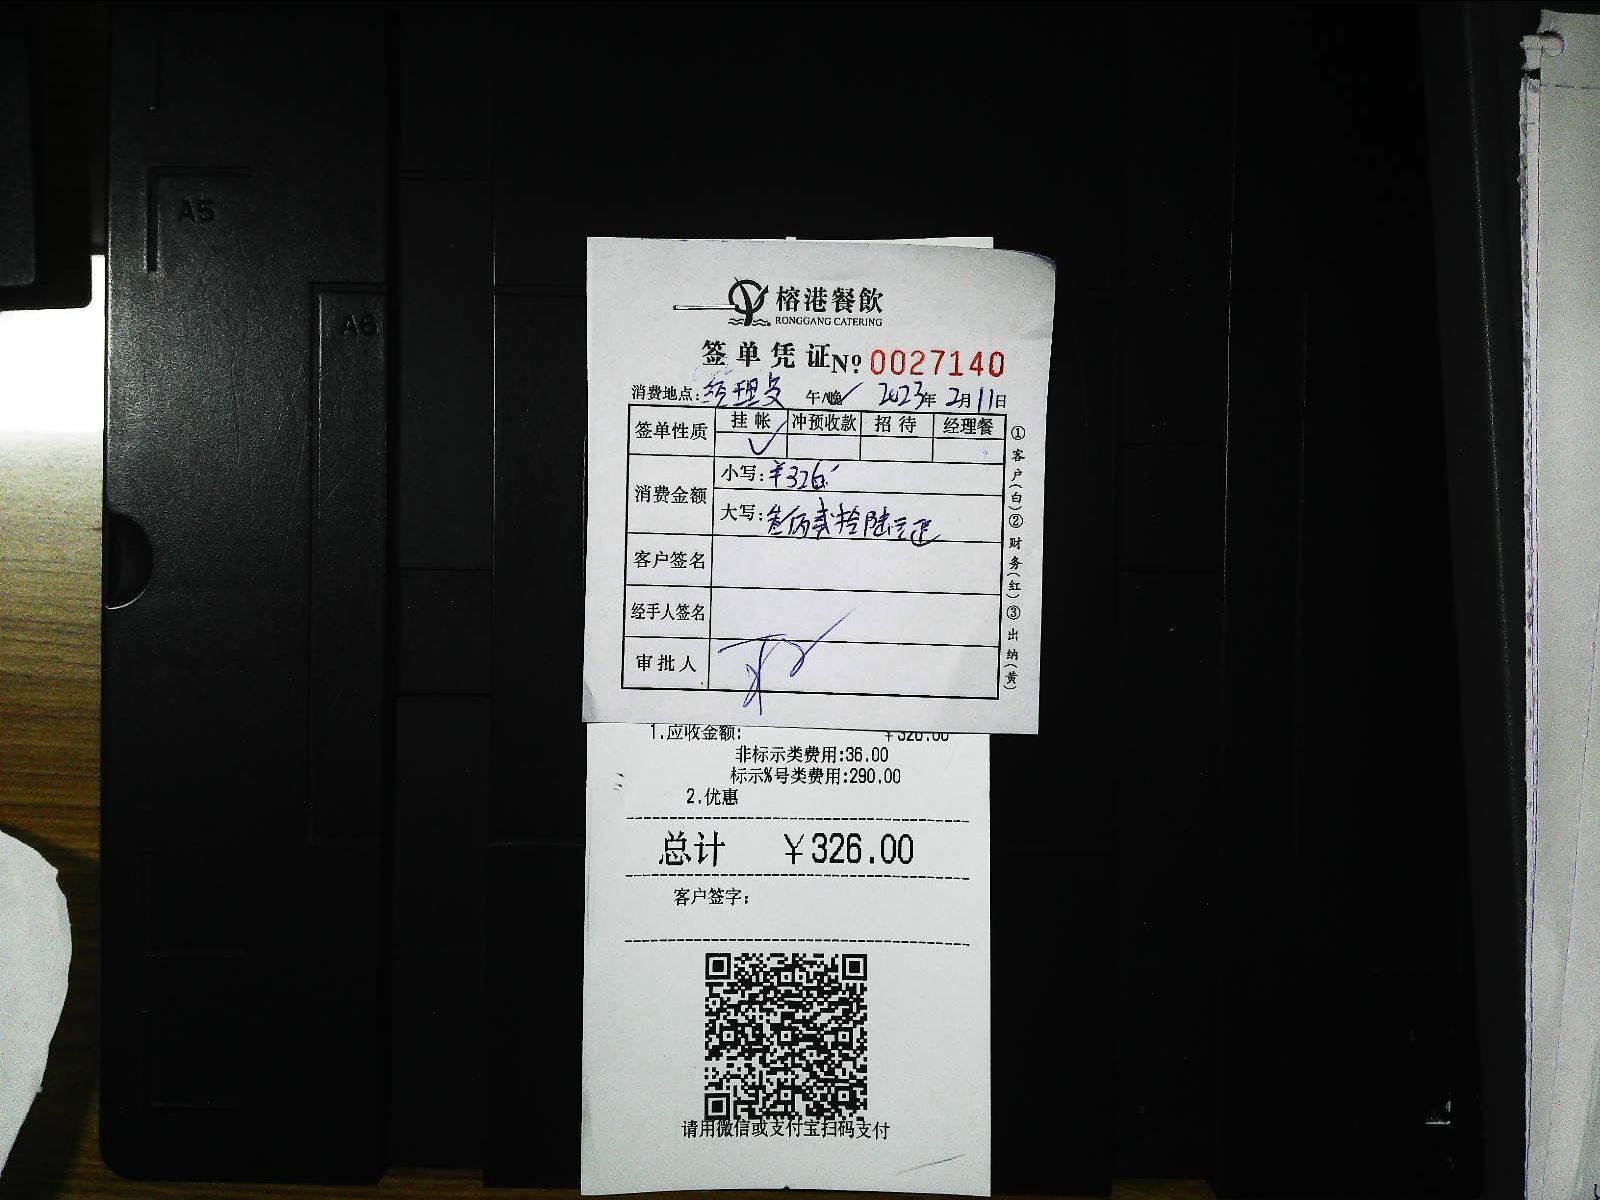 A5
A6
榕港餐飲
RONGGANG CATERING
签单凭证 No 0027140
消费地点: 经理 午/晚 2023年2月11日
签单性质 挂帐 冲预收款 招待 经理餐
消费金额 小写: ¥326
大写: 叁佰贰拾陆元
客户签名
经手人签名
审批人
①客户(白)②财务(红)③出纳(黄)
1.应收金额: ¥326.00
非标示类费用:36.00
标示%号类费用:290.00
2.优惠
总计 ¥326.00
客户签字:
请用微信或支付宝扫码支付